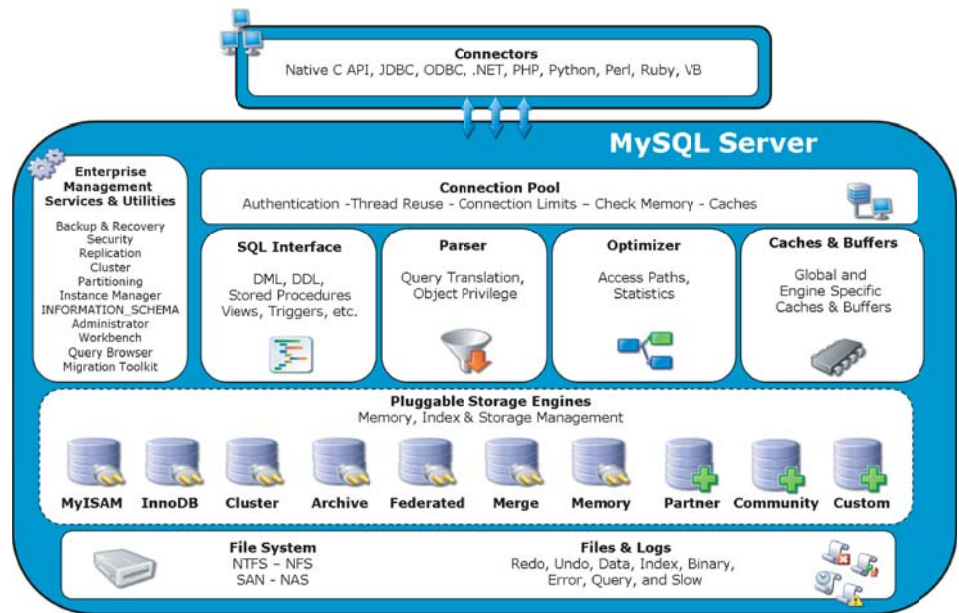 Connectors
Native C API, JDBC, ODBC, .NET, PHP, Python, Perl, Ruby, VB
MySQL Server
Enterprise
Management
Services & Utilities
Backup & Recovery
Security
Replication
Cluster
Partitioning
Instance Manager
INFORMATION_SCHEMA
Administrator
Workbench
Query Browser
Migration Toolkit
Connection Pool
Authentication -Thread Reuse - Connection Limits – Check Memory - Caches
SQL Interface
DML, DDL,
Stored Procedures
Views, Triggers, etc.
Parser
Query Translation,
Object Privilege
Optimizer
Access Paths,
Statistics
Caches & Buffers
Global and
Engine Specific
Caches & Buffers
Pluggable Storage Engines
Memory, Index & Storage Management
MyISAM InnoDB Cluster Archive Federated Merge Memory Partner Community Custom
File System
NTFS – NFS
SAN - NAS
Files & Logs
Redo, Undo, Data, Index, Binary,
Error, Query, and Slow